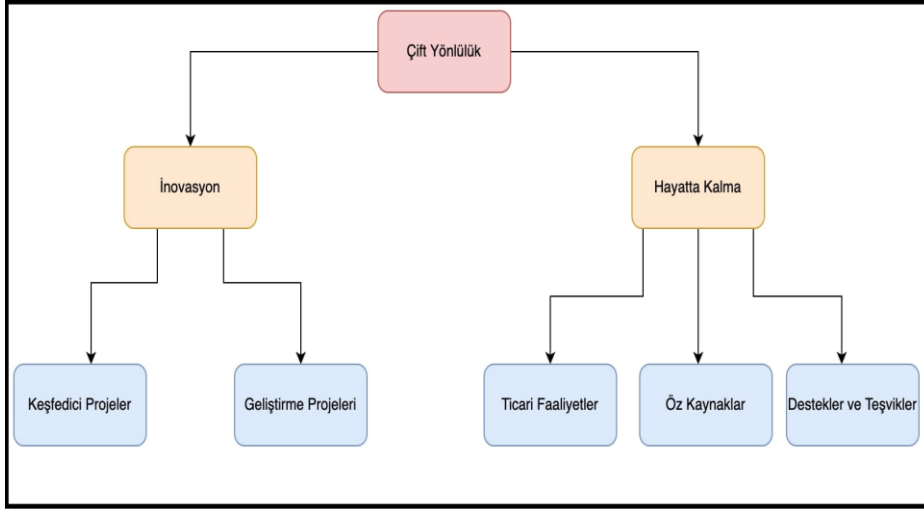 Çift Yönlülük
İnovasyon
Hayatta Kalma
Keşfedici Projeler
Geliştirme Projeleri
Ticari Faaliyetler
Öz Kaynaklar
Destekler ve Teşvikler